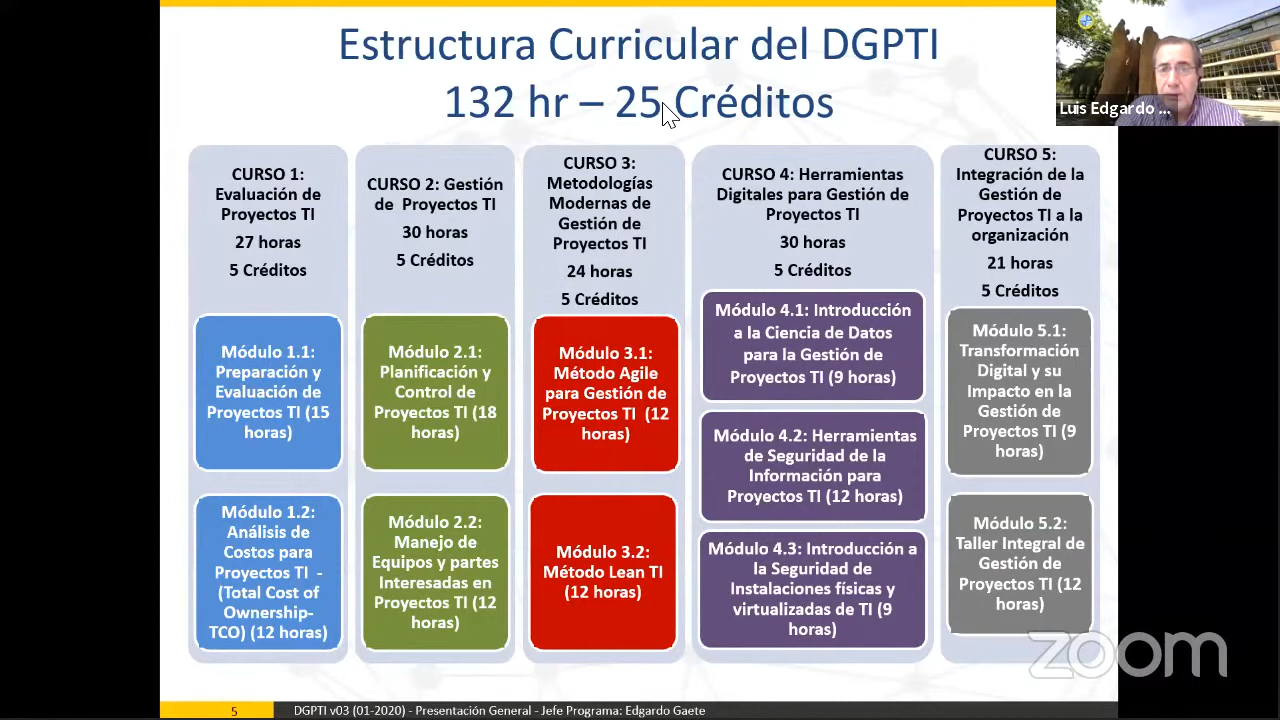 Estructura Curricular del DGPTI
132 hr – 25 Créditos
Luis Edgardo ...
CURSO 1:
Evaluación de
Proyectos TI
27 horas
5 Créditos
Módulo 1.1:
Preparación y
Evaluación de
Proyectos TI (15
horas)
Módulo 1.2:
Análisis de
Costos para
Proyectos TI -
(Total Cost of
Ownership-
TCO) (12 horas)
CURSO 2: Gestión
de Proyectos TI
30 horas
5 Créditos
Módulo 2.1:
Planificación y
Control de
Proyectos TI (18
horas)
Módulo 2.2:
Manejo de
Equipos y partes
Interesadas en
Proyectos TI (12
horas)
CURSO 3:
Metodologías
Modernas de
Gestión de
Proyectos TI
24 horas
5 Créditos
Módulo 3.1:
Método Agile
para Gestión de
Proyectos TI (12
horas)
Módulo 3.2:
Método Lean TI
(12 horas)
CURSO 4: Herramientas
Digitales para Gestión de
Proyectos TI
30 horas
5 Créditos
Módulo 4.1: Introducción
a la Ciencia de Datos
para la Gestión de
Proyectos TI (9 horas)
Módulo 4.2: Herramientas
de Seguridad de la
Información para
Proyectos TI (12 horas)
Módulo 4.3: Introducción a
la Seguridad de
Instalaciones físicas y
virtualizadas de TI (9
horas)
CURSO 5:
Integración de la
Gestión de
Proyectos TI a la
organización
21 horas
5 Créditos
Módulo 5.1:
Transformación
Digital y su
Impacto en la
Gestión de
Proyectos TI (9
horas)
Módulo 5.2:
Taller Integral de
Gestión de
Proyectos TI (12
horas)
zoom
5
DGPTI v03 (01-2020) - Presentación General - Jefe Programa: Edgardo Gaete